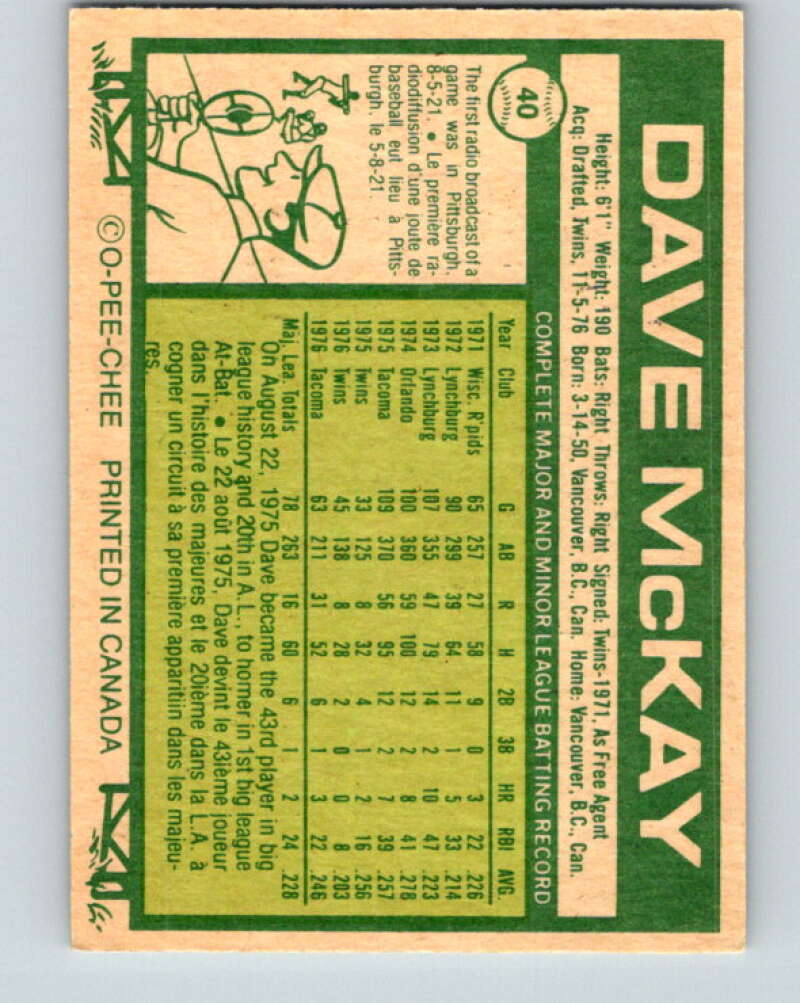 40
DAVE McKAY
Height: 6'1" Weight: 190 Bats: Right Throws: Right Signed: Twins-1971, As Free Agent
Acq: Drafted, Twins, 11-5-76 Born: 3-14-50, Vancouver, B.C., Can. Home: Vancouver, B.C., Can.
The first radio broadcast of a
game was in Pittsburgh,
8-5-21. • Le première ra-
diodiffusion d'une joute de
baseball eut lieu à Pitts-
burgh. le 5-8-21.
COMPLETE MAJOR AND MINOR LEAGUE BATTING RECORD
Year Club G AB R H 2B 3B HR RBI AVG.
1971 Wisc. R'pids 65 257 27 58 9 0 3 22 .226
1972 Lynchburg 90 299 39 64 11 1 5 33 .214
1973 Lynchburg 107 355 47 79 14 2 10 47 .223
1974 Orlando 100 360 59 100 12 2 8 41 .278
1975 Tacoma 109 370 56 95 12 2 7 39 .257
1975 Twins 33 125 8 32 4 1 2 16 .256
1976 Twins 45 138 8 28 2 0 0 8 .203
1976 Tacoma 63 211 31 52 6 1 3 22 .246
Maj. Lea. Totals 78 263 16 60 6 1 2 24 .228
On August 22, 1975 Dave became the 43rd player in big
league history and 20th in A.L., to homer in 1st big league
At-Bat. • Le 22 août 1975, Dave devint le 43ième joueur
dans l'histoire des majeures et le 20ième dans la L.A. à
cogner un circuit à sa première apparitin dans les majeu-
res.
© O-PEE-CHEE PRINTED IN CANADA